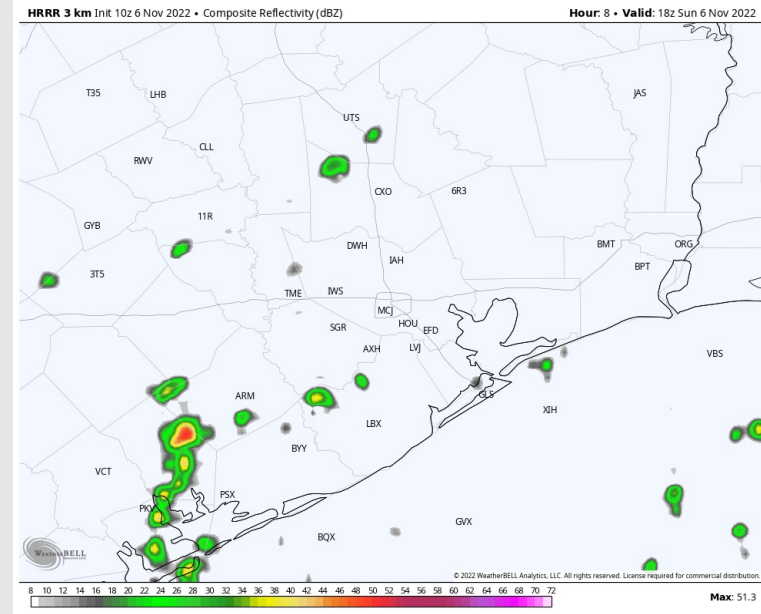 HRRR 3 km Init 10z 6 Nov 2022 • Composite Reflectivity (dBZ) Hour: 8 • Valid: 18z Sun 6 Nov 2022
T35 LHB JAS
UTS
CLL
RWV
CXO 6R3
11R
GYB
DWH BMT ORG
IAH
3T5 BPT
TME IWS
MCJ
SGR HOU EFD
AXH LVJ VBS
ARM GLS
XIH
LBX
BYY
VCT
PSX
PKV
GVX
BQX
WEATHERBELL
© 2022 WeatherBELL Analytics, LLC. All rights reserved. License required for commercial distribution.
8 10 12 14 16 18 20 22 24 26 28 30 32 34 36 38 40 42 44 46 48 50 52 54 56 58 60 62 64 66 68 70 72
Max: 51.3